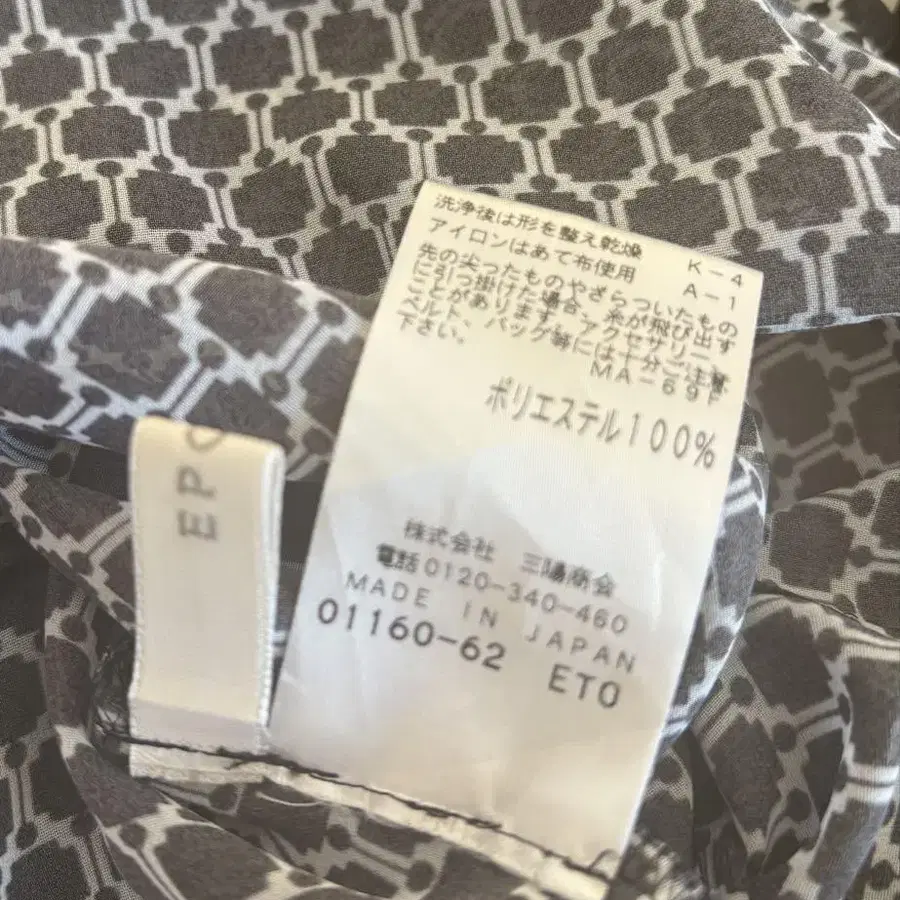 洗浄後は形を整え乾燥 K-4
アイロンはあて布使用 A-1
先の尖ったものやざらついたもの
に引っ掛けた場合、糸が飛び出す
ことがあります。アクセサリー、
ベルト、バッグ等には十分ご注意
下さい。 MA-69F
ポリエステル100%
株式会社 三陽商会
電話0120-340-460
MADE IN JAPAN
01160-62 ETO
EPO